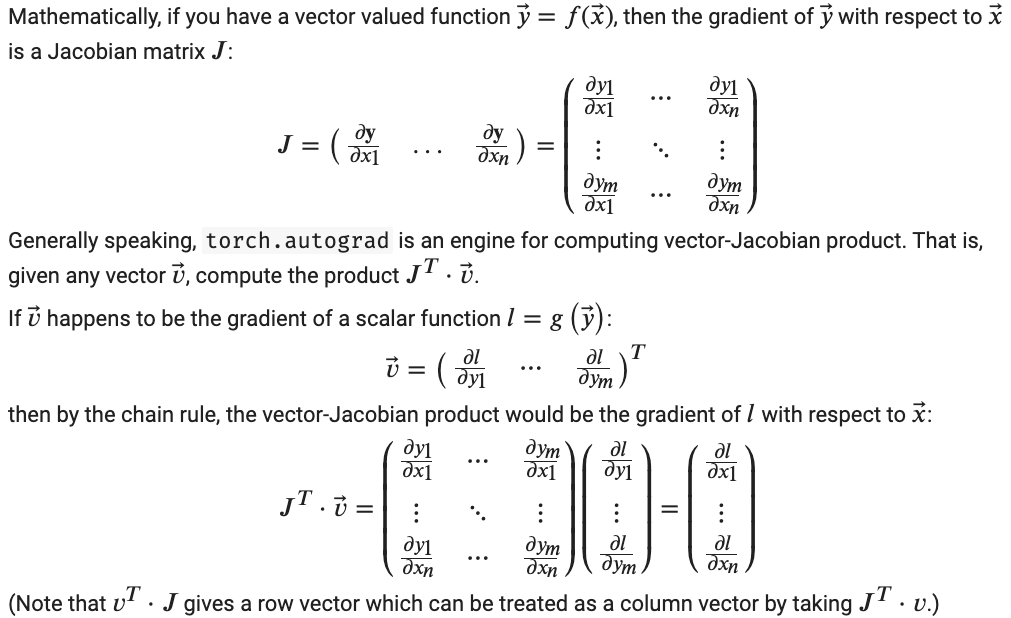 Mathematically, if you have a vector valued function $\vec{y} = f(\vec{x})$, then the gradient of $\vec{y}$ with respect to $\vec{x}$
is a Jacobian matrix $J$:
$J = \left( \frac{\partial \mathbf{y}}{\partial x1} \quad \dots \quad \frac{\partial \mathbf{y}}{\partial xn} \right) = \begin{pmatrix} \frac{\partial y1}{\partial x1} & \cdots & \frac{\partial y1}{\partial xn} \\ \vdots & \ddots & \vdots \\ \frac{\partial ym}{\partial x1} & \cdots & \frac{\partial ym}{\partial xn} \end{pmatrix}$
Generally speaking, torch.autograd is an engine for computing vector-Jacobian product. That is,
given any vector $\vec{v}$, compute the product $J^T \cdot \vec{v}$.
If $\vec{v}$ happens to be the gradient of a scalar function $l = g(\vec{y})$:
$\vec{v} = \left( \frac{\partial l}{\partial y1} \quad \cdots \quad \frac{\partial l}{\partial ym} \right)^T$
then by the chain rule, the vector-Jacobian product would be the gradient of $l$ with respect to $\vec{x}$:
$J^T \cdot \vec{v} = \begin{pmatrix} \frac{\partial y1}{\partial x1} & \cdots & \frac{\partial ym}{\partial x1} \\ \vdots & \ddots & \vdots \\ \frac{\partial y1}{\partial xn} & \cdots & \frac{\partial ym}{\partial xn} \end{pmatrix} \begin{pmatrix} \frac{\partial l}{\partial y1} \\ \vdots \\ \frac{\partial l}{\partial ym} \end{pmatrix} = \begin{pmatrix} \frac{\partial l}{\partial x1} \\ \vdots \\ \frac{\partial l}{\partial xn} \end{pmatrix}$
(Note that $v^T \cdot J$ gives a row vector which can be treated as a column vector by taking $J^T \cdot v$.)